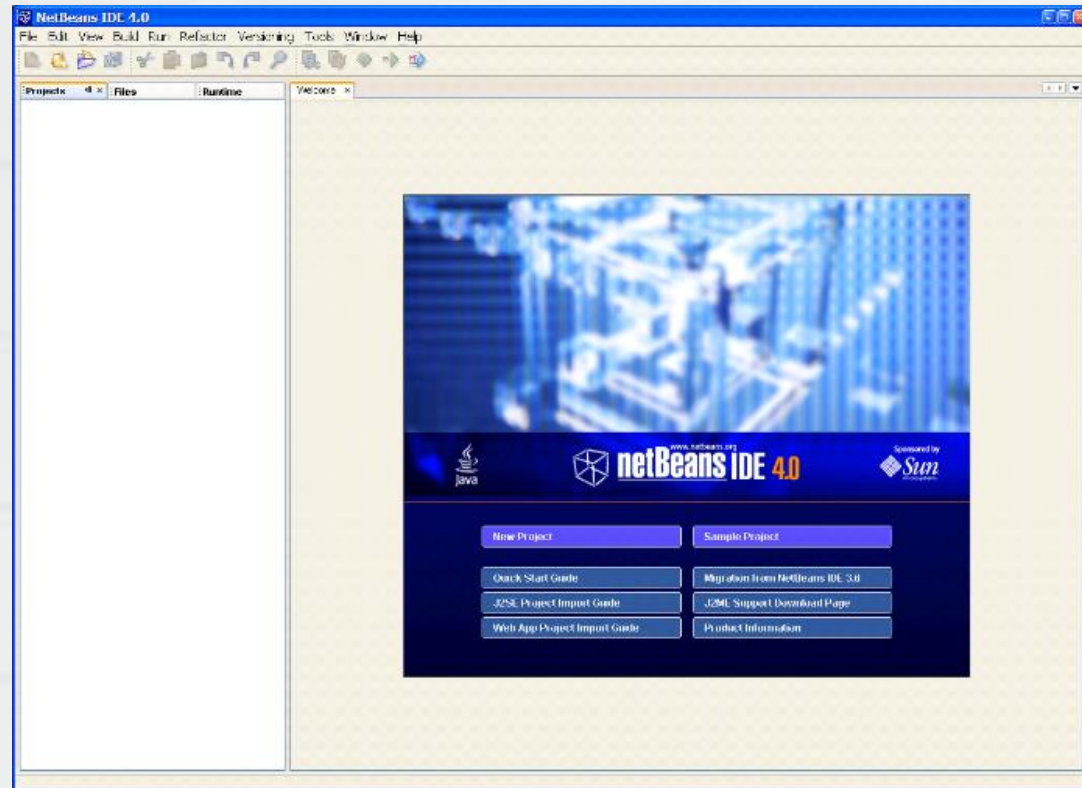 NetBeans IDE 4.0
File Edit View Build Run Refactor Versioning Tools Window Help
Projects Files Runtime Welcome
www.netbeans.org
Sponsored by
Java netBeans IDE 4.0 Sun
microsystems
New Project Sample Project
Quick Start Guide Migration from NetBeans IDE 3.6
J2SE Project Import Guide J2ME Support Download Page
Web App Project Import Guide Product Information